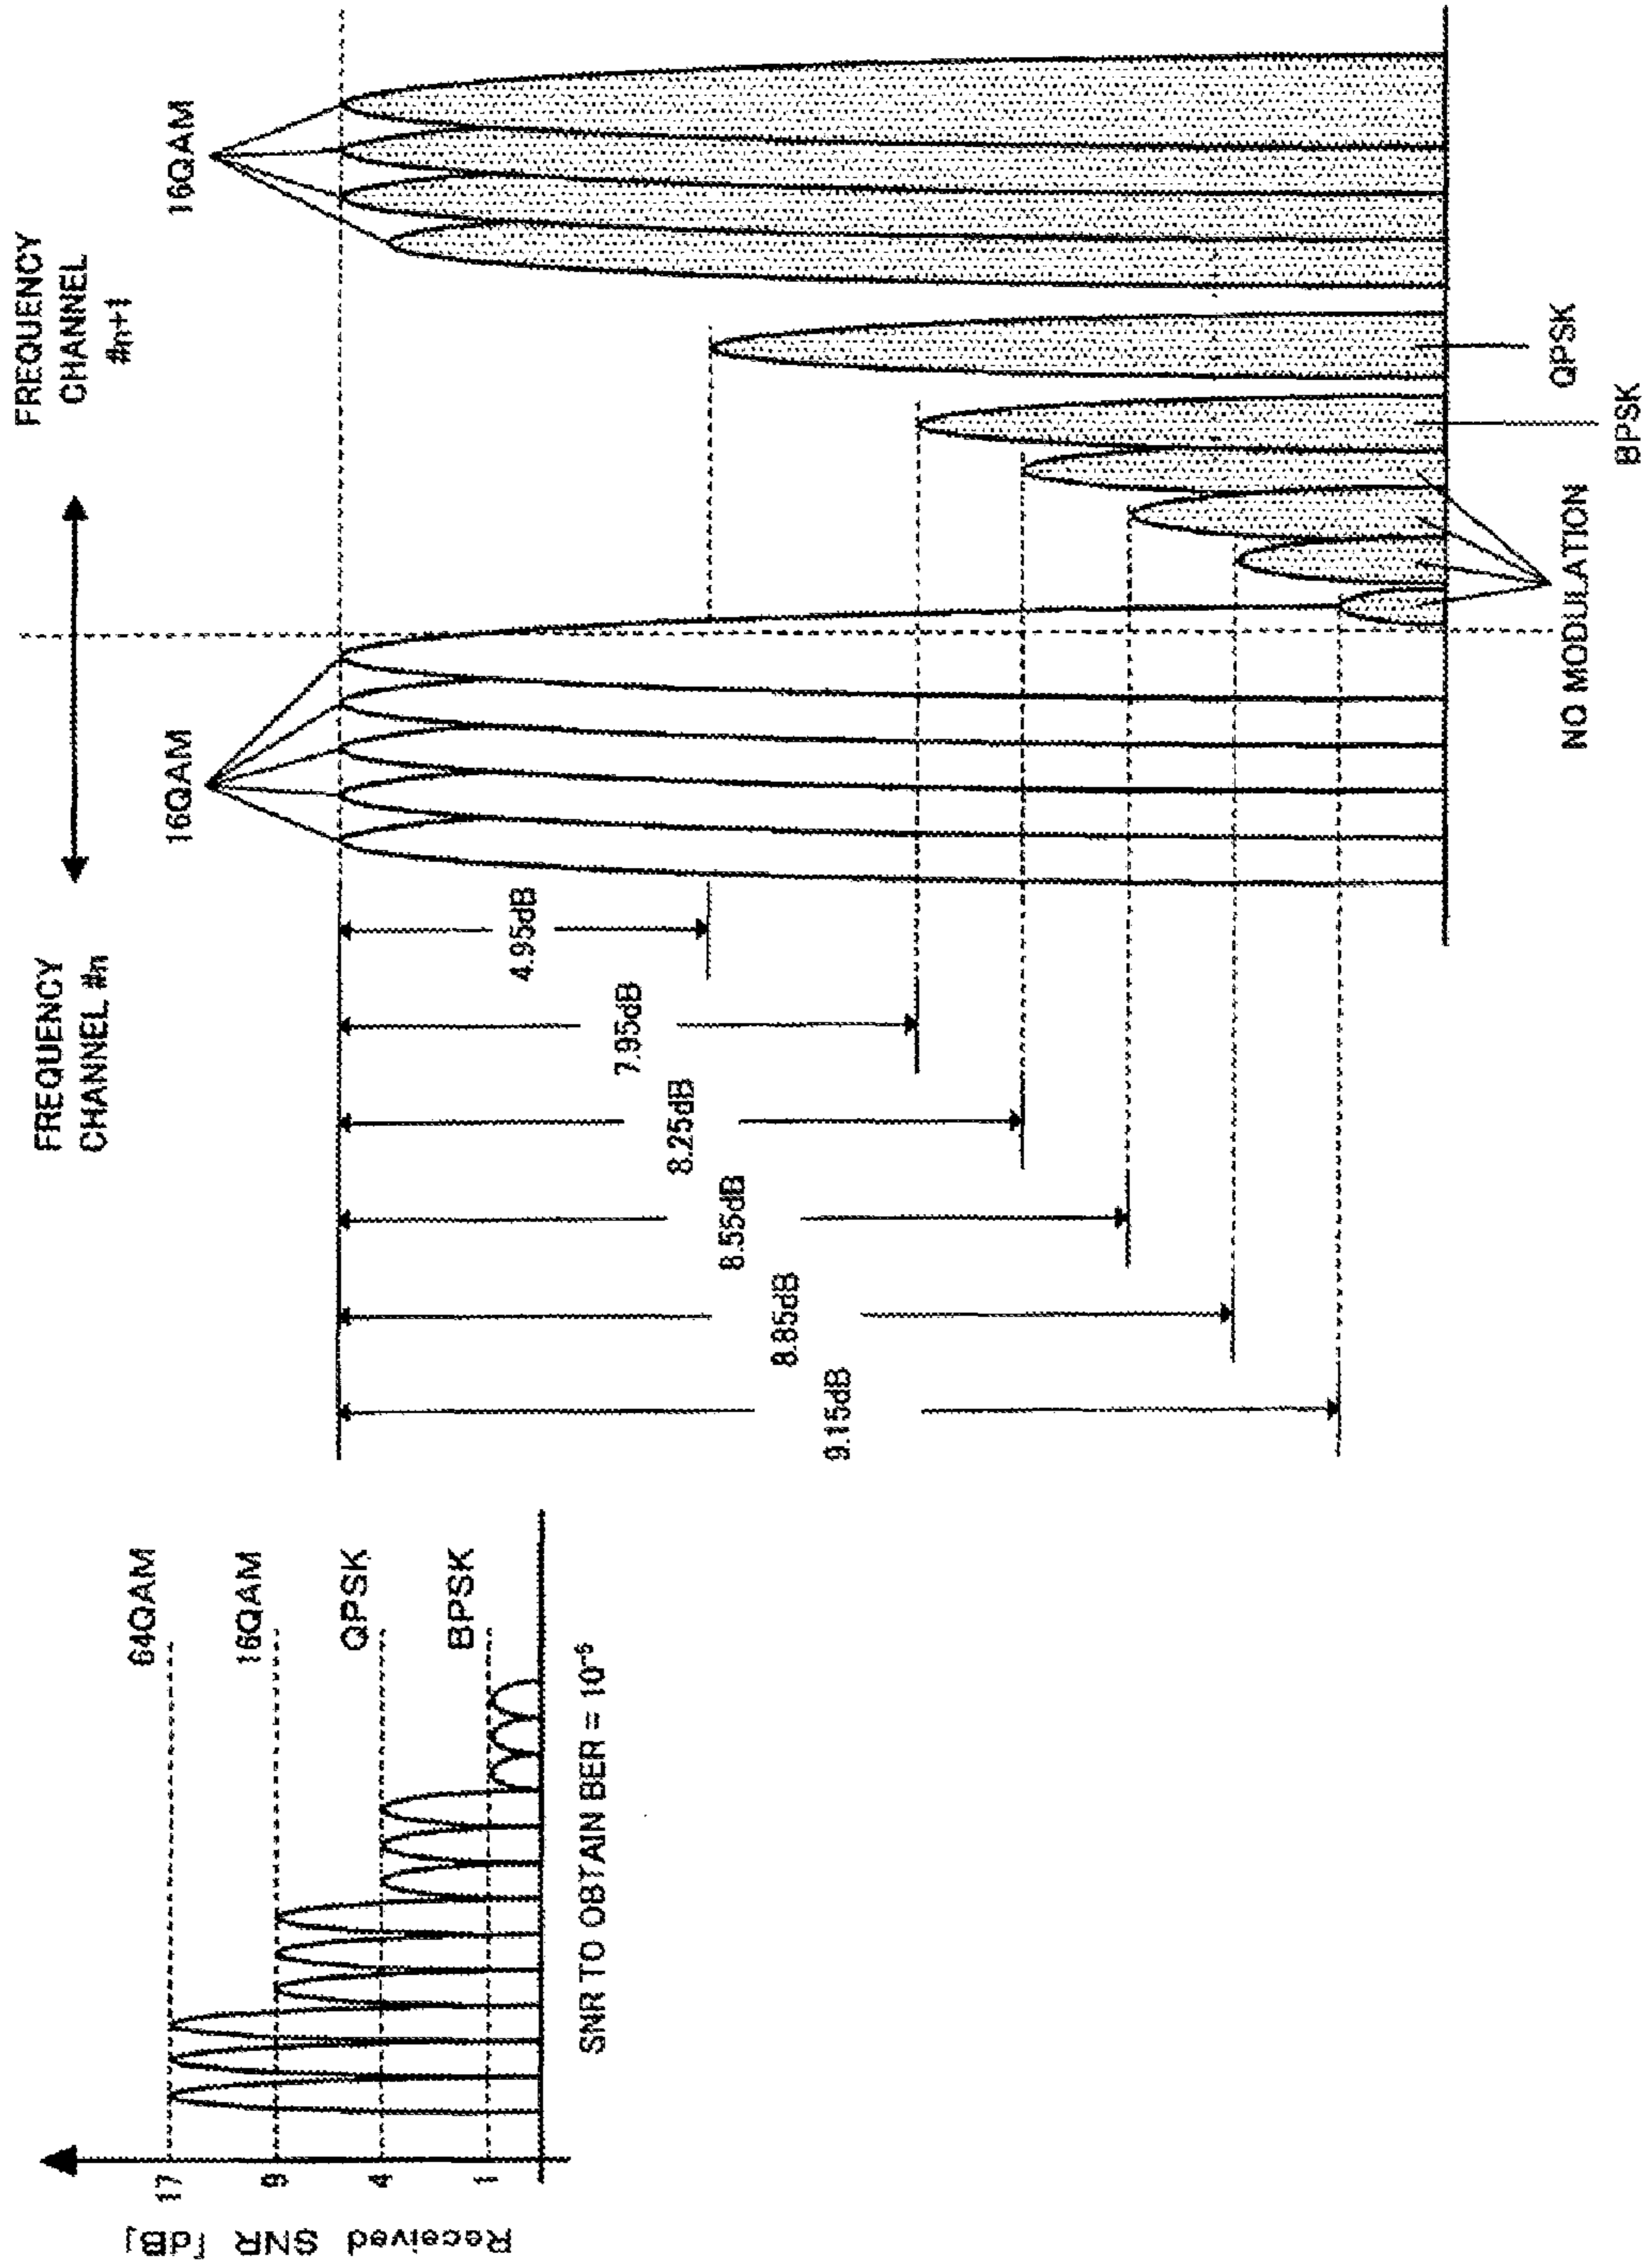 Received SNR [dB]
17
9
4
1
64QAM
16QAM
QPSK
BPSK
SNR TO OBTAIN BER = 10⁻⁵
FREQUENCY
CHANNEL #n
FREQUENCY
CHANNEL
#n+1
16QAM
16QAM
4.95dB
7.95dB
8.25dB
8.55dB
8.85dB
9.15dB
NO MODULATION
BPSK
QPSK